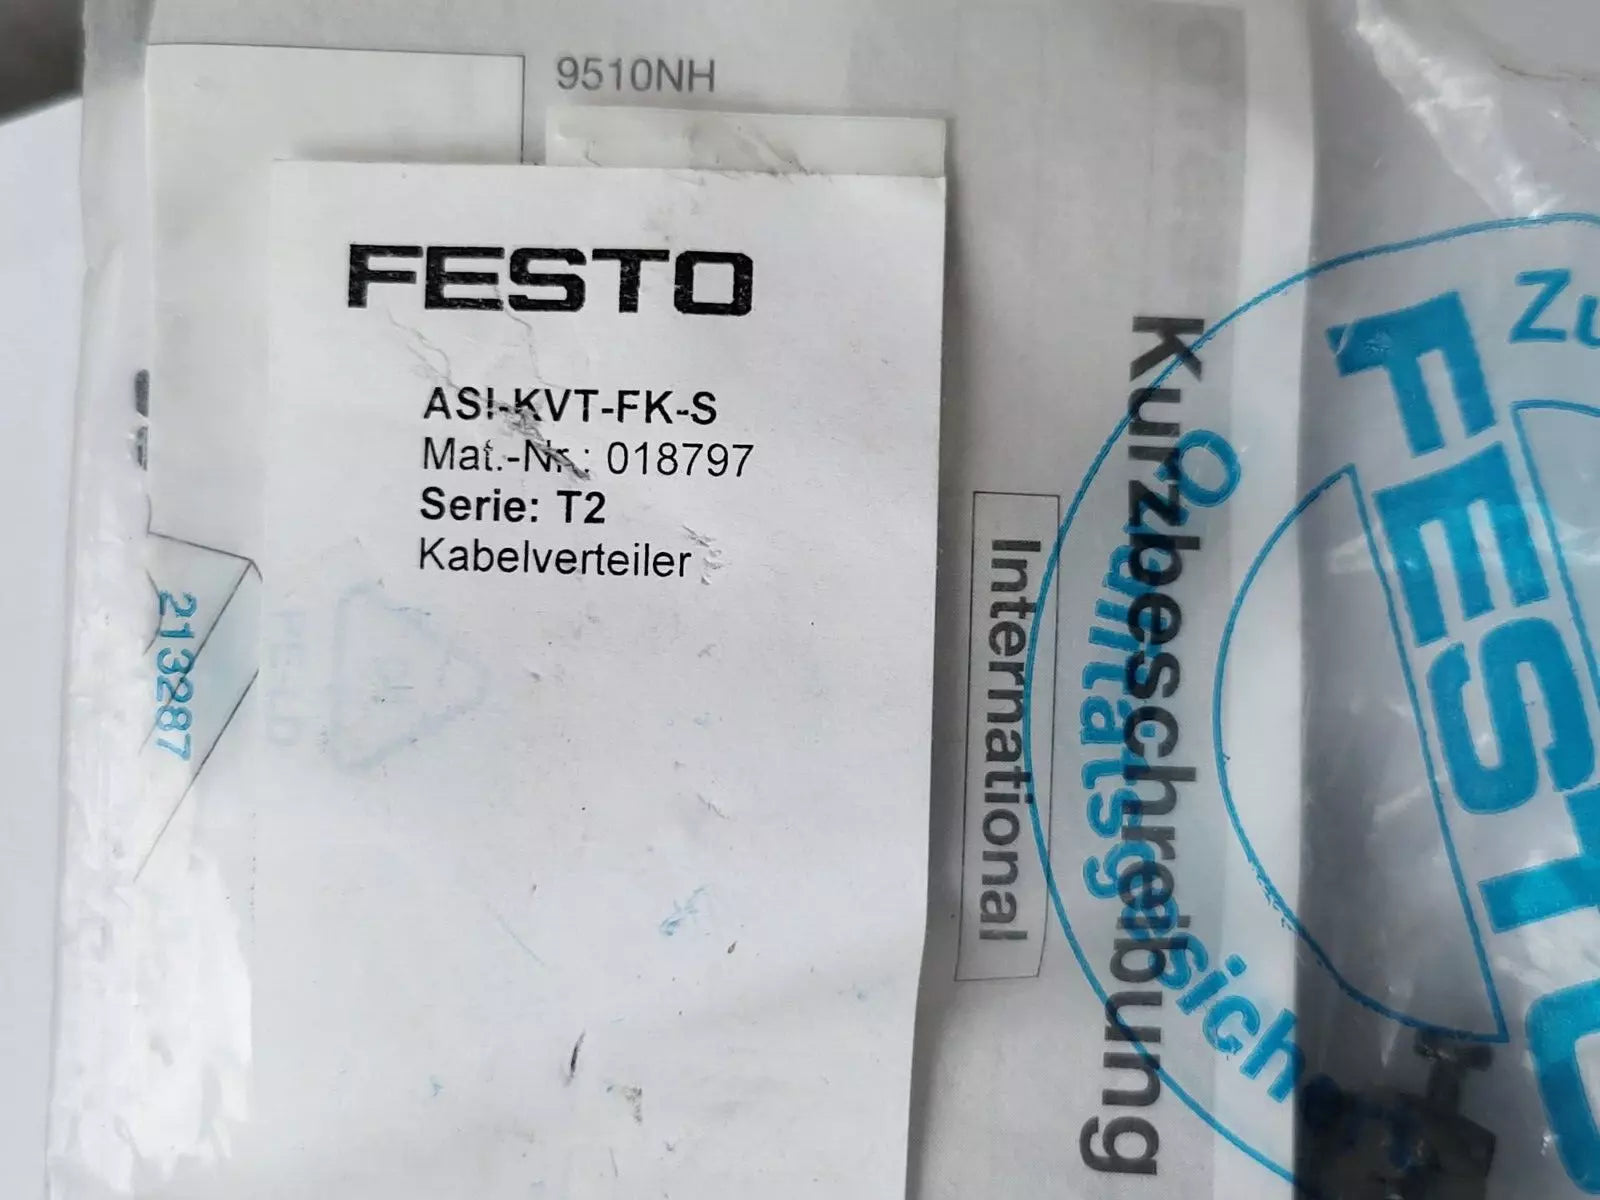 9510NH
FESTO
ASI-KVT-FK-S
Mat.-Nr.: 018797
Serie: T2
Kabelverteiler
213287
International
Kurzbeschreibung
FESTO